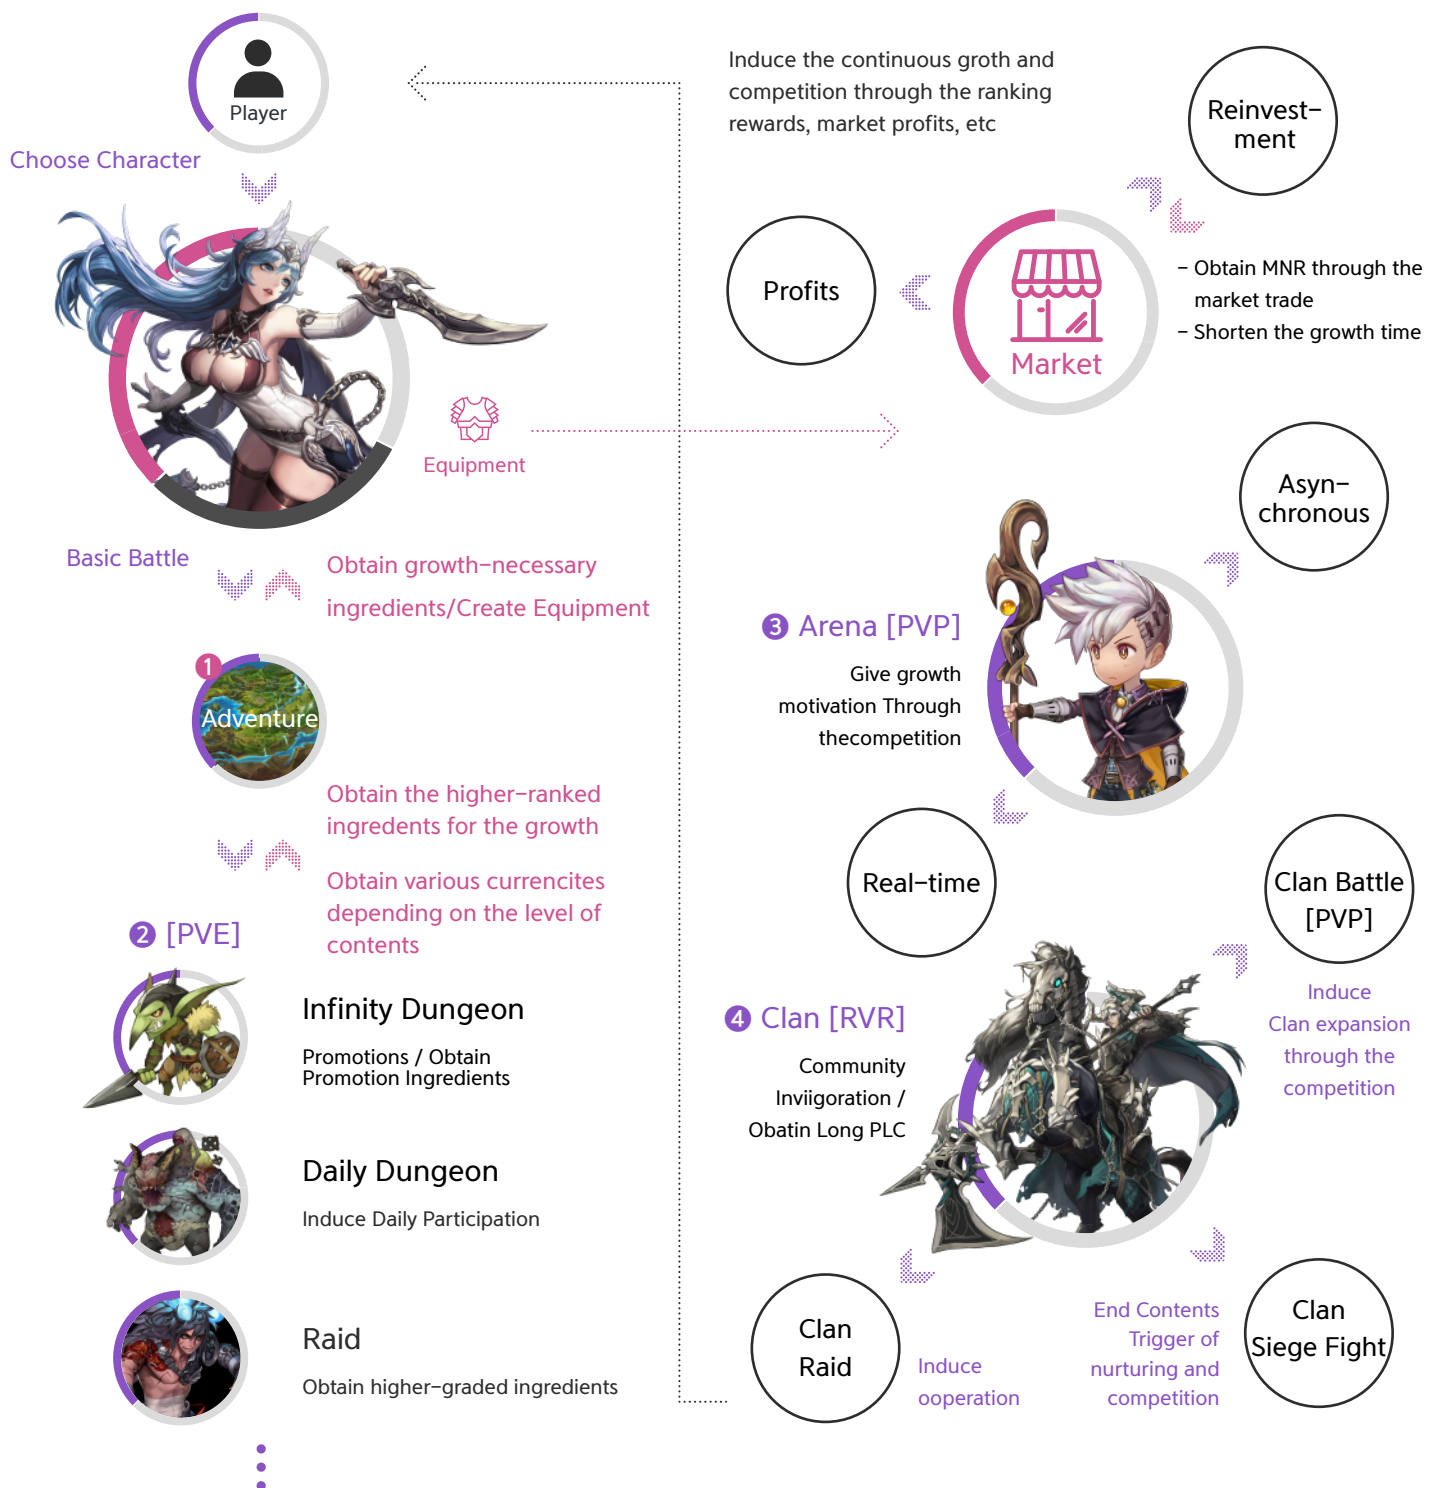 Player
Choose Character
Equipment
Basic Battle
Obtain growth-necessary
ingredients/Create Equipment
1
Adventure
Obtain the higher-ranked
ingredents for the growth
Obtain various currencites
depending on the level of
contents
2 [PVE]
Infinity Dungeon
Promotions / Obtain
Promotion Ingredients
Daily Dungeon
Induce Daily Participation
Raid
Obtain higher-graded ingredients
Induce the continuous groth and
competition through the ranking
rewards, market profits, etc
Reinvest-
ment
Profits
Market
- Obtain MNR through the
market trade
- Shorten the growth time
Asyn-
chronous
3 Arena [PVP]
Give growth
motivation Through
thecompetition
Real-time
Clan Battle
[PVP]
Induce
Clan expansion
through the
competition
4 Clan [RVR]
Community
Inviigoration /
Obatin Long PLC
Clan
Raid
Induce
ooperation
End Contents
Trigger of
nurturing and
competition
Clan
Siege Fight